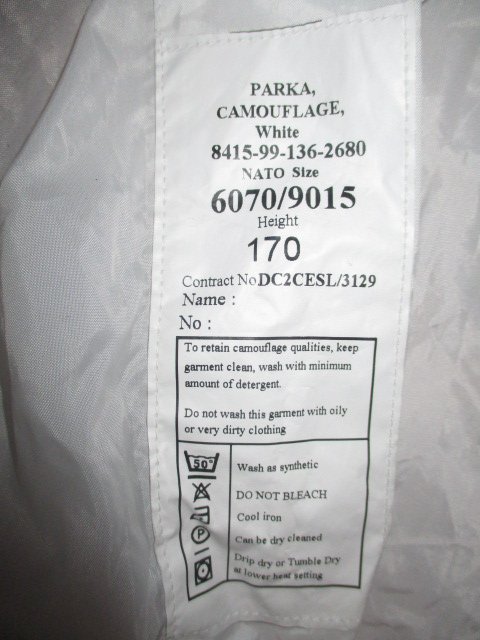 PARKA,
CAMOUFLAGE,
White
8415-99-136-2680
NATO Size
6070/9015
Height
170
Contract No DC2CESL/3129
Name :
No :
To retain camouflage qualities, keep
garment clean, wash with minimum
amount of detergent.
Do not wash this garment with oily
or very dirty clothing
50° Wash as synthetic
DO NOT BLEACH
Cool iron
P Can be dry cleaned
Drip dry or Tumble Dry
at lower heat setting